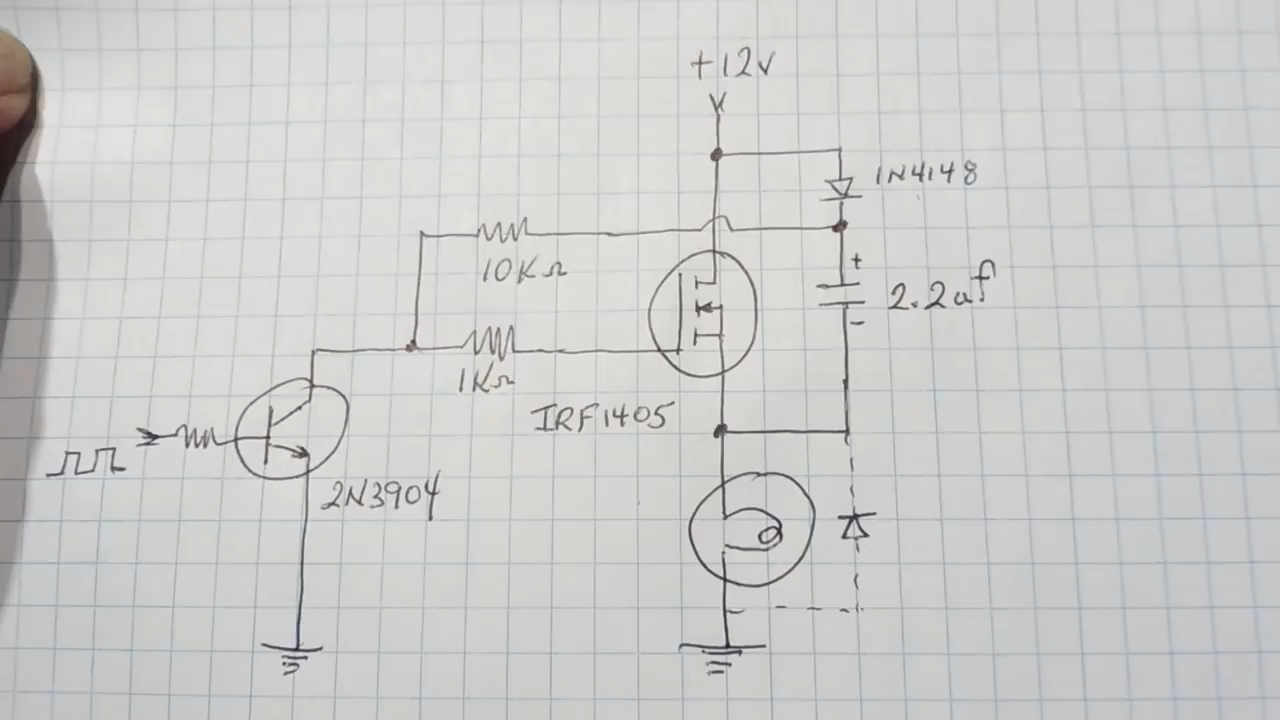 +12V
1N4148
10KΩ
+
2.2uf
-
1KΩ
IRF1405
2N3904